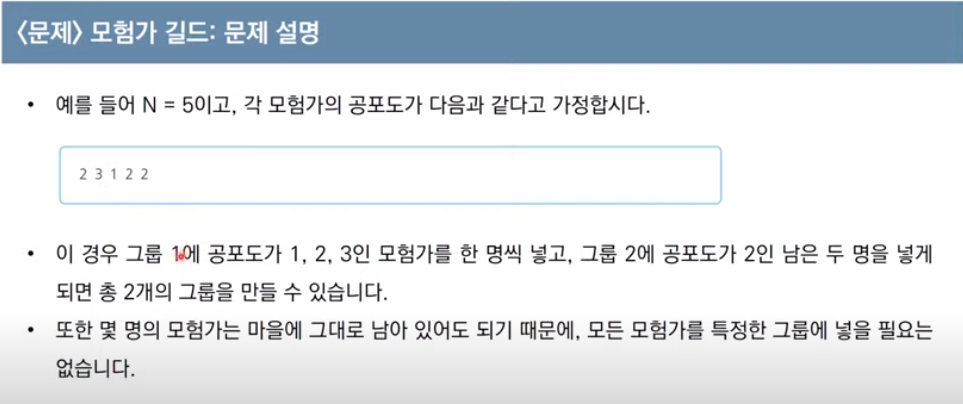 <문제> 모험가 길드: 문제 설명
• 예를 들어 N = 5이고, 각 모험가의 공포도가 다음과 같다고 가정합시다.
2 3 1 2 2
• 이 경우 그룹 1에 공포도가 1, 2, 3인 모험가를 한 명씩 넣고, 그룹 2에 공포도가 2인 남은 두 명을 넣게
되면 총 2개의 그룹을 만들 수 있습니다.
• 또한 몇 명의 모험가는 마을에 그대로 남아 있어도 되기 때문에, 모든 모험가를 특정한 그룹에 넣을 필요는
없습니다.